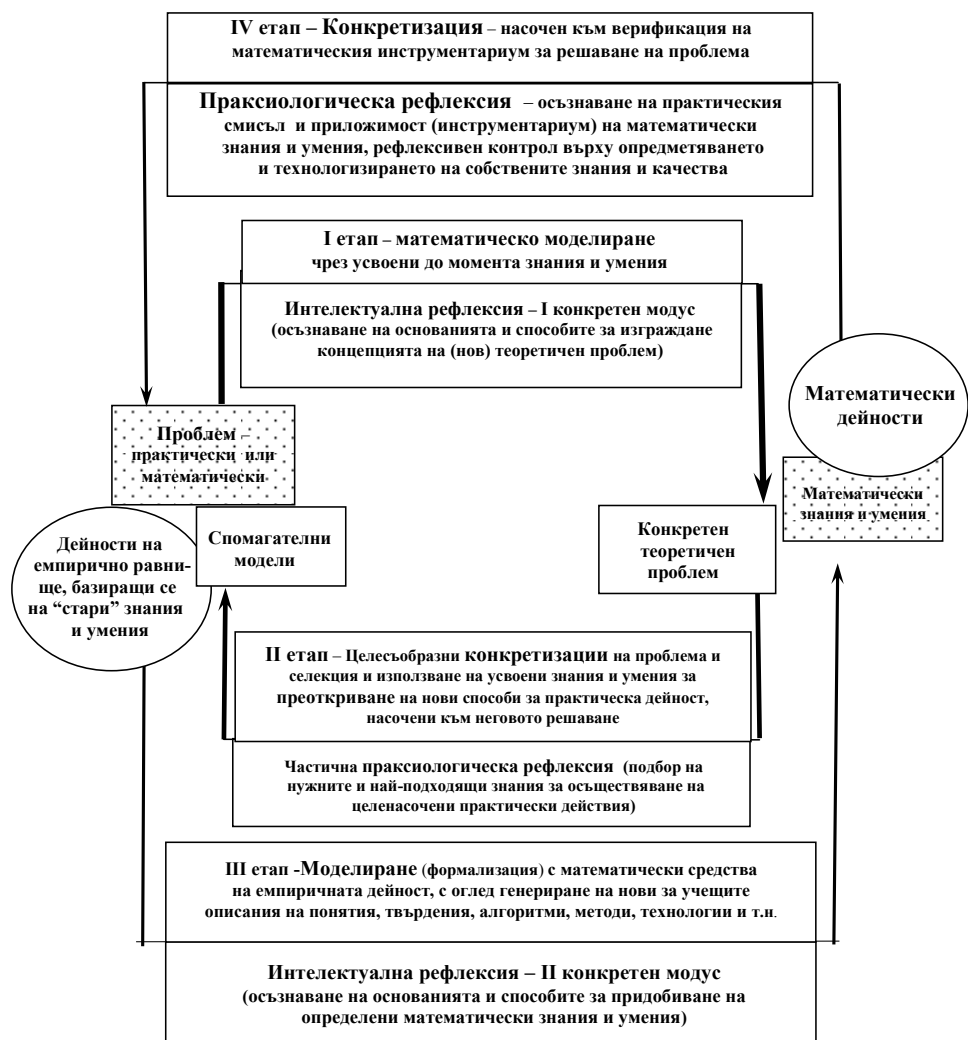 IV етап – Конкретизация – насочен към верификация на
математическия инструментариум за решаване на проблема
Праксиологическа рефлексия – осъзнаване на практическия
смисъл и приложимост (инструментариум) на математически
знания и умения, рефлексивен контрол върху опредметяването
и технологизирането на собствените знания и качества
I етап – математическо моделиране
чрез усвоени до момента знания и умения
Интелектуална рефлексия – I конкретен модус
(осъзнаване на основанията и способите за изграждане
концепцията на (нов) теоретичен проблем)
Математически
дейности
Проблем –
практически или
математически
Математически
знания и умения
Дейности на
емпирично равни-
ще, базиращи се
на “стари” знания
и умения
Спомагателни
модели
Конкретен
теоретичен
проблем
II етап – Целесъобразни конкретизации на проблема и
селекция и използване на усвоени знания и умения за
преоткриване на нови способи за практическа дейност,
насочени към неговото решаване
Частична праксиологическа рефлексия (подбор на
нужните и най-подходящи знания за осъществяване на
целенасочени практически действия)
III етап -Моделиране (формализация) с математически средства
на емпиричната дейност, с оглед генериране на нови за учещите
описания на понятия, твърдения, алгоритми, методи, технологии и т.н.
Интелектуална рефлексия – II конкретен модус
(осъзнаване на основанията и способите за придобиване на
определени математически знания и умения)